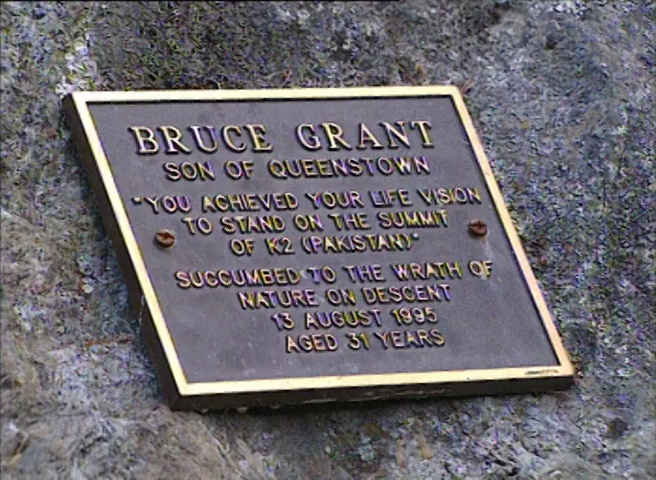 BRUCE GRANT
SON OF QUEENSTOWN
"YOU ACHIEVED YOUR LIFE VISION
TO STAND ON THE SUMMIT
OF K2 (PAKISTAN)"
SUCCUMBED TO THE WRATH OF
NATURE ON DESCENT
13 AUGUST 1995
AGED 31 YEARS